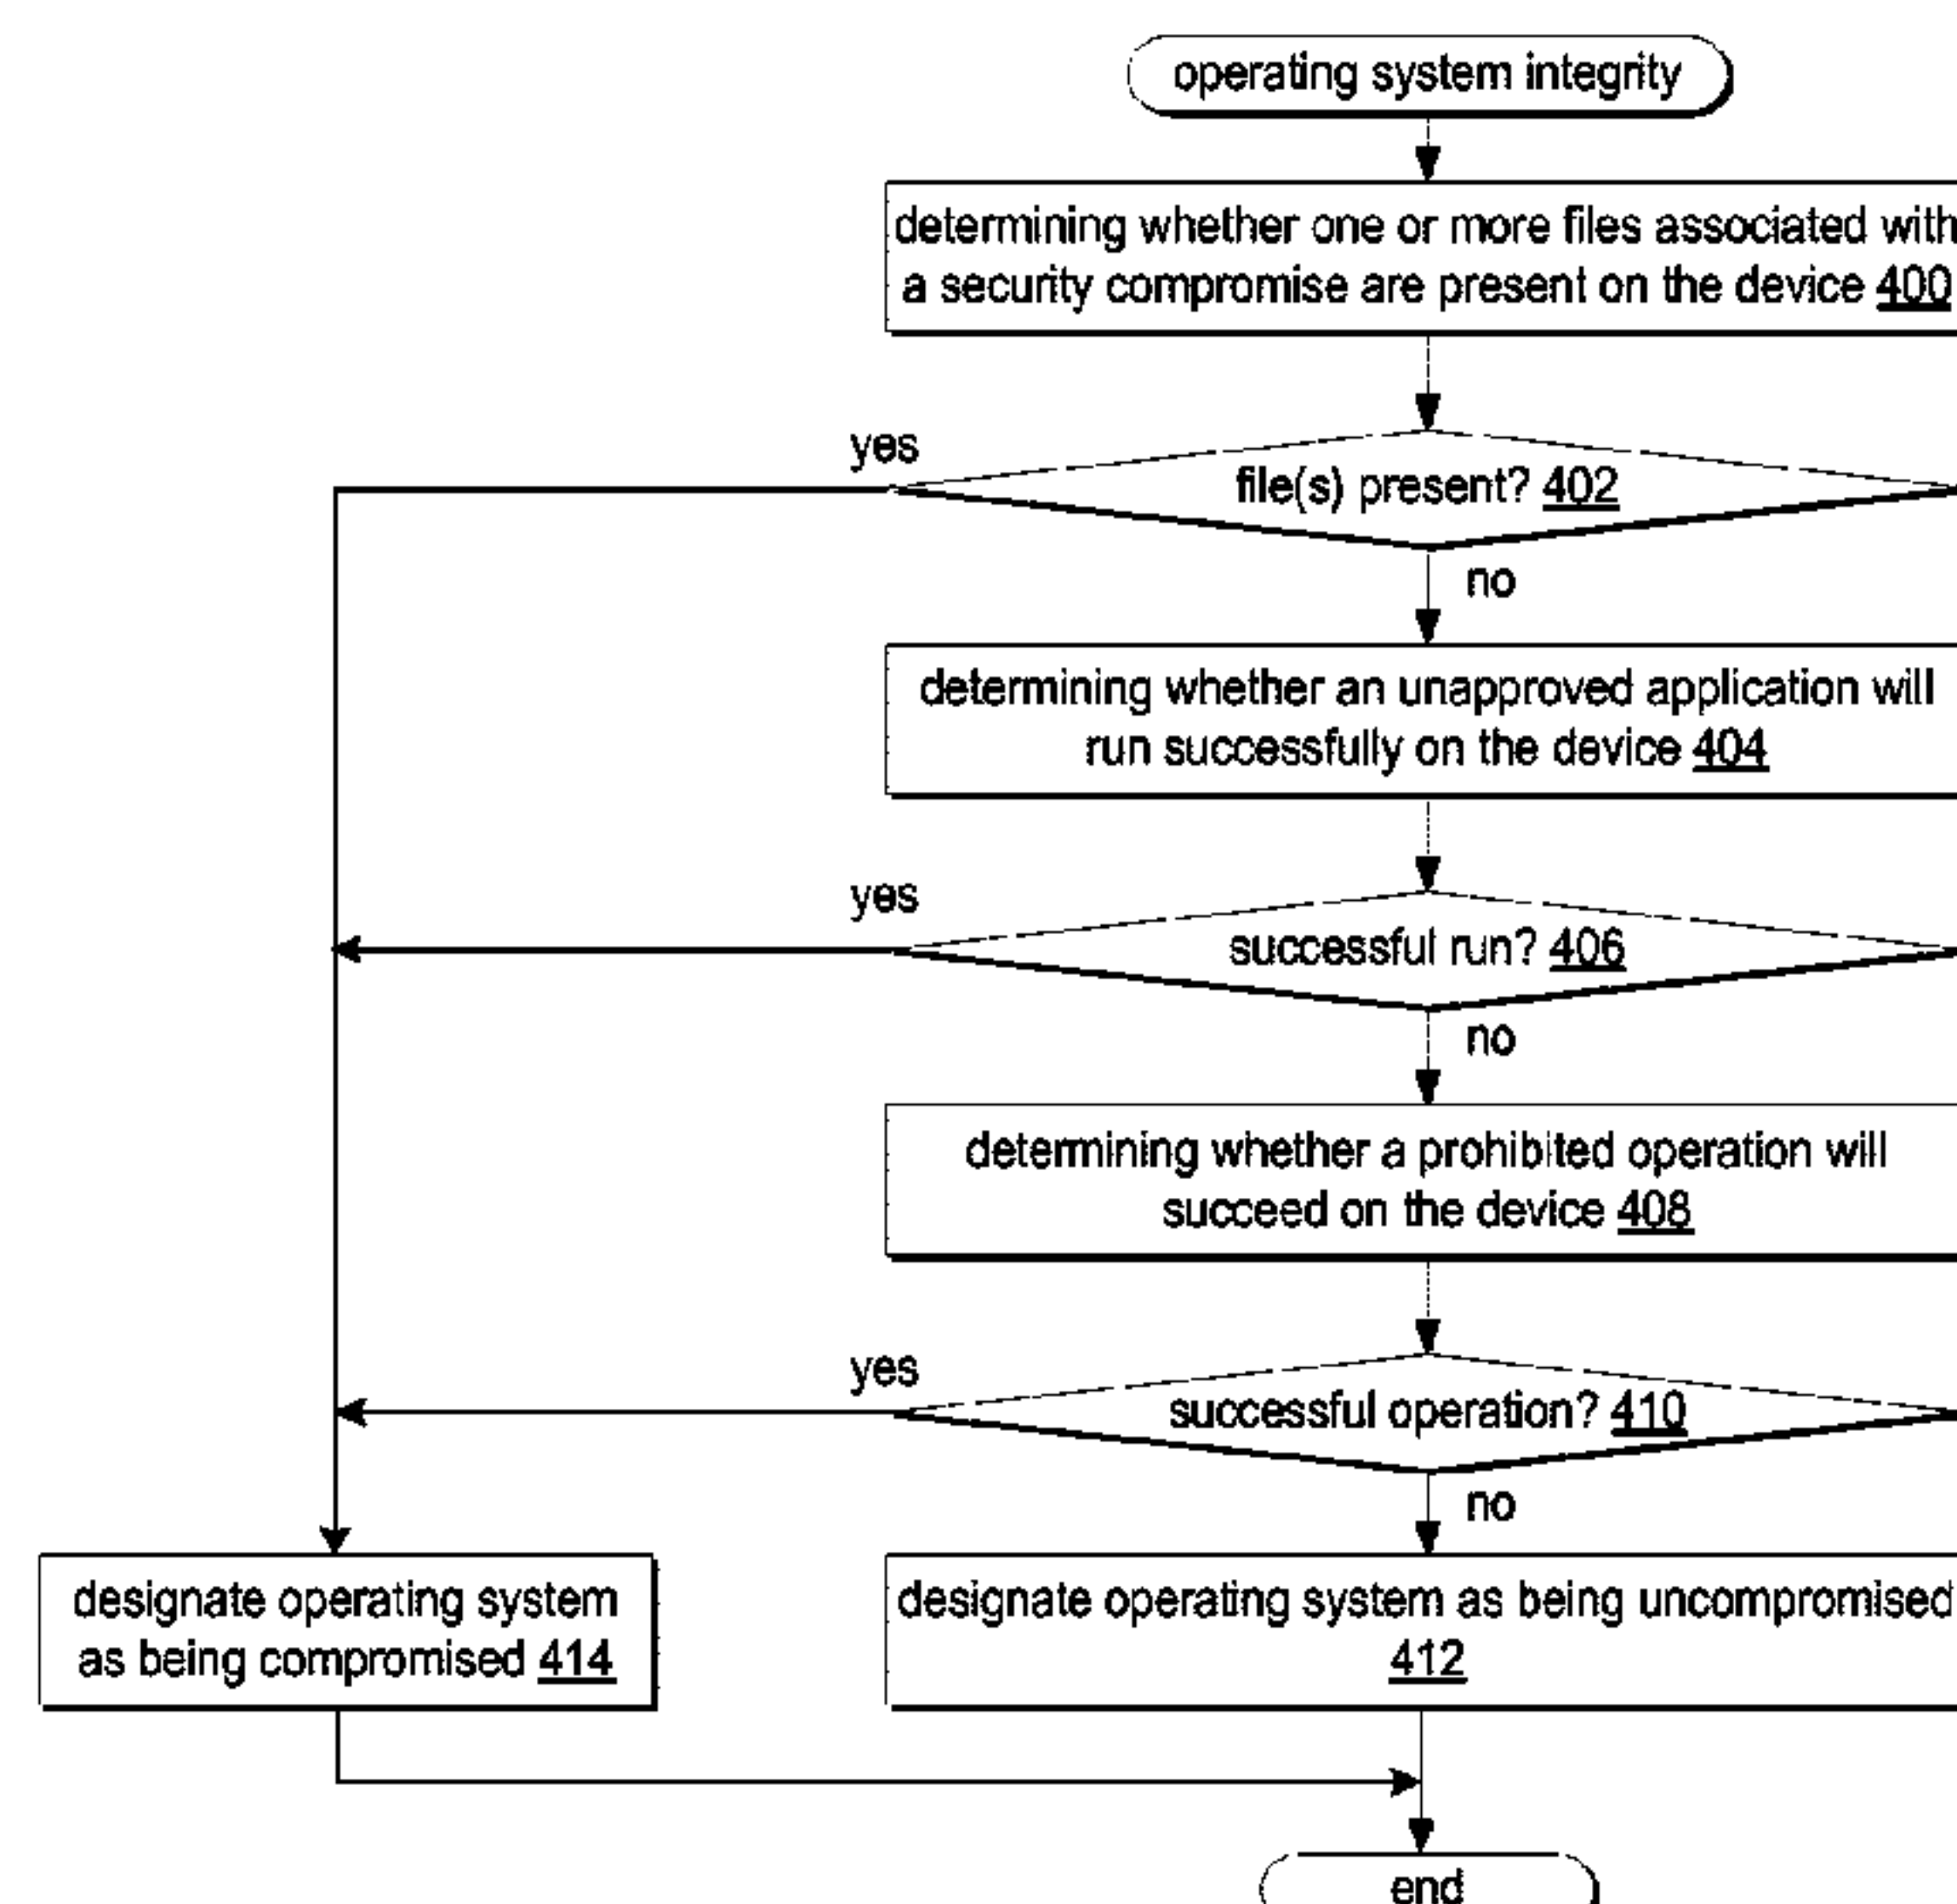 operating system integrity
determining whether one or more files associated with
a security compromise are present on the device 400
yes
file(s) present? 402
no
determining whether an unapproved application will
run successfully on the device 404
yes
successful run? 406
no
determining whether a prohibited operation will
succeed on the device 408
yes
successful operation? 410
no
designate operating system
as being compromised 414
designate operating system as being uncompromised
412
end